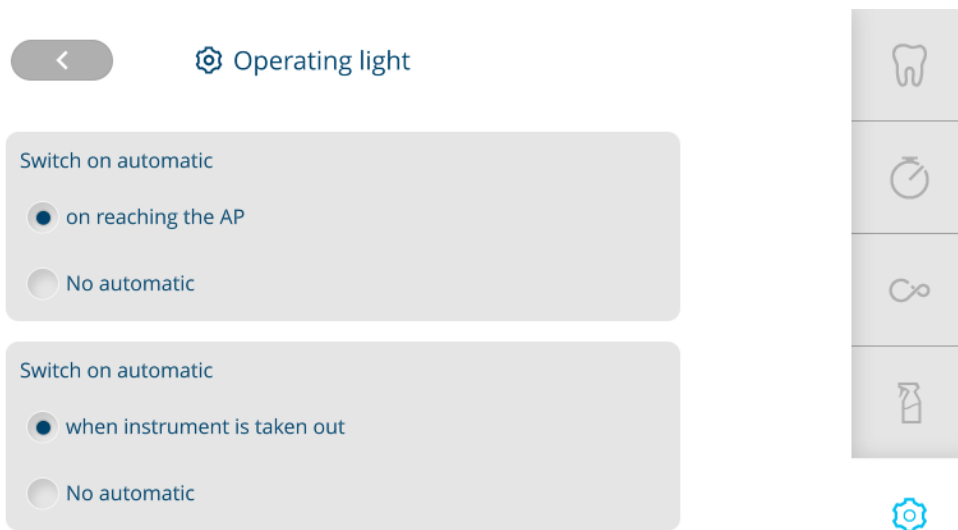 Operating light
Switch on automatic
on reaching the AP
No automatic
Switch on automatic
when instrument is taken out
No automatic